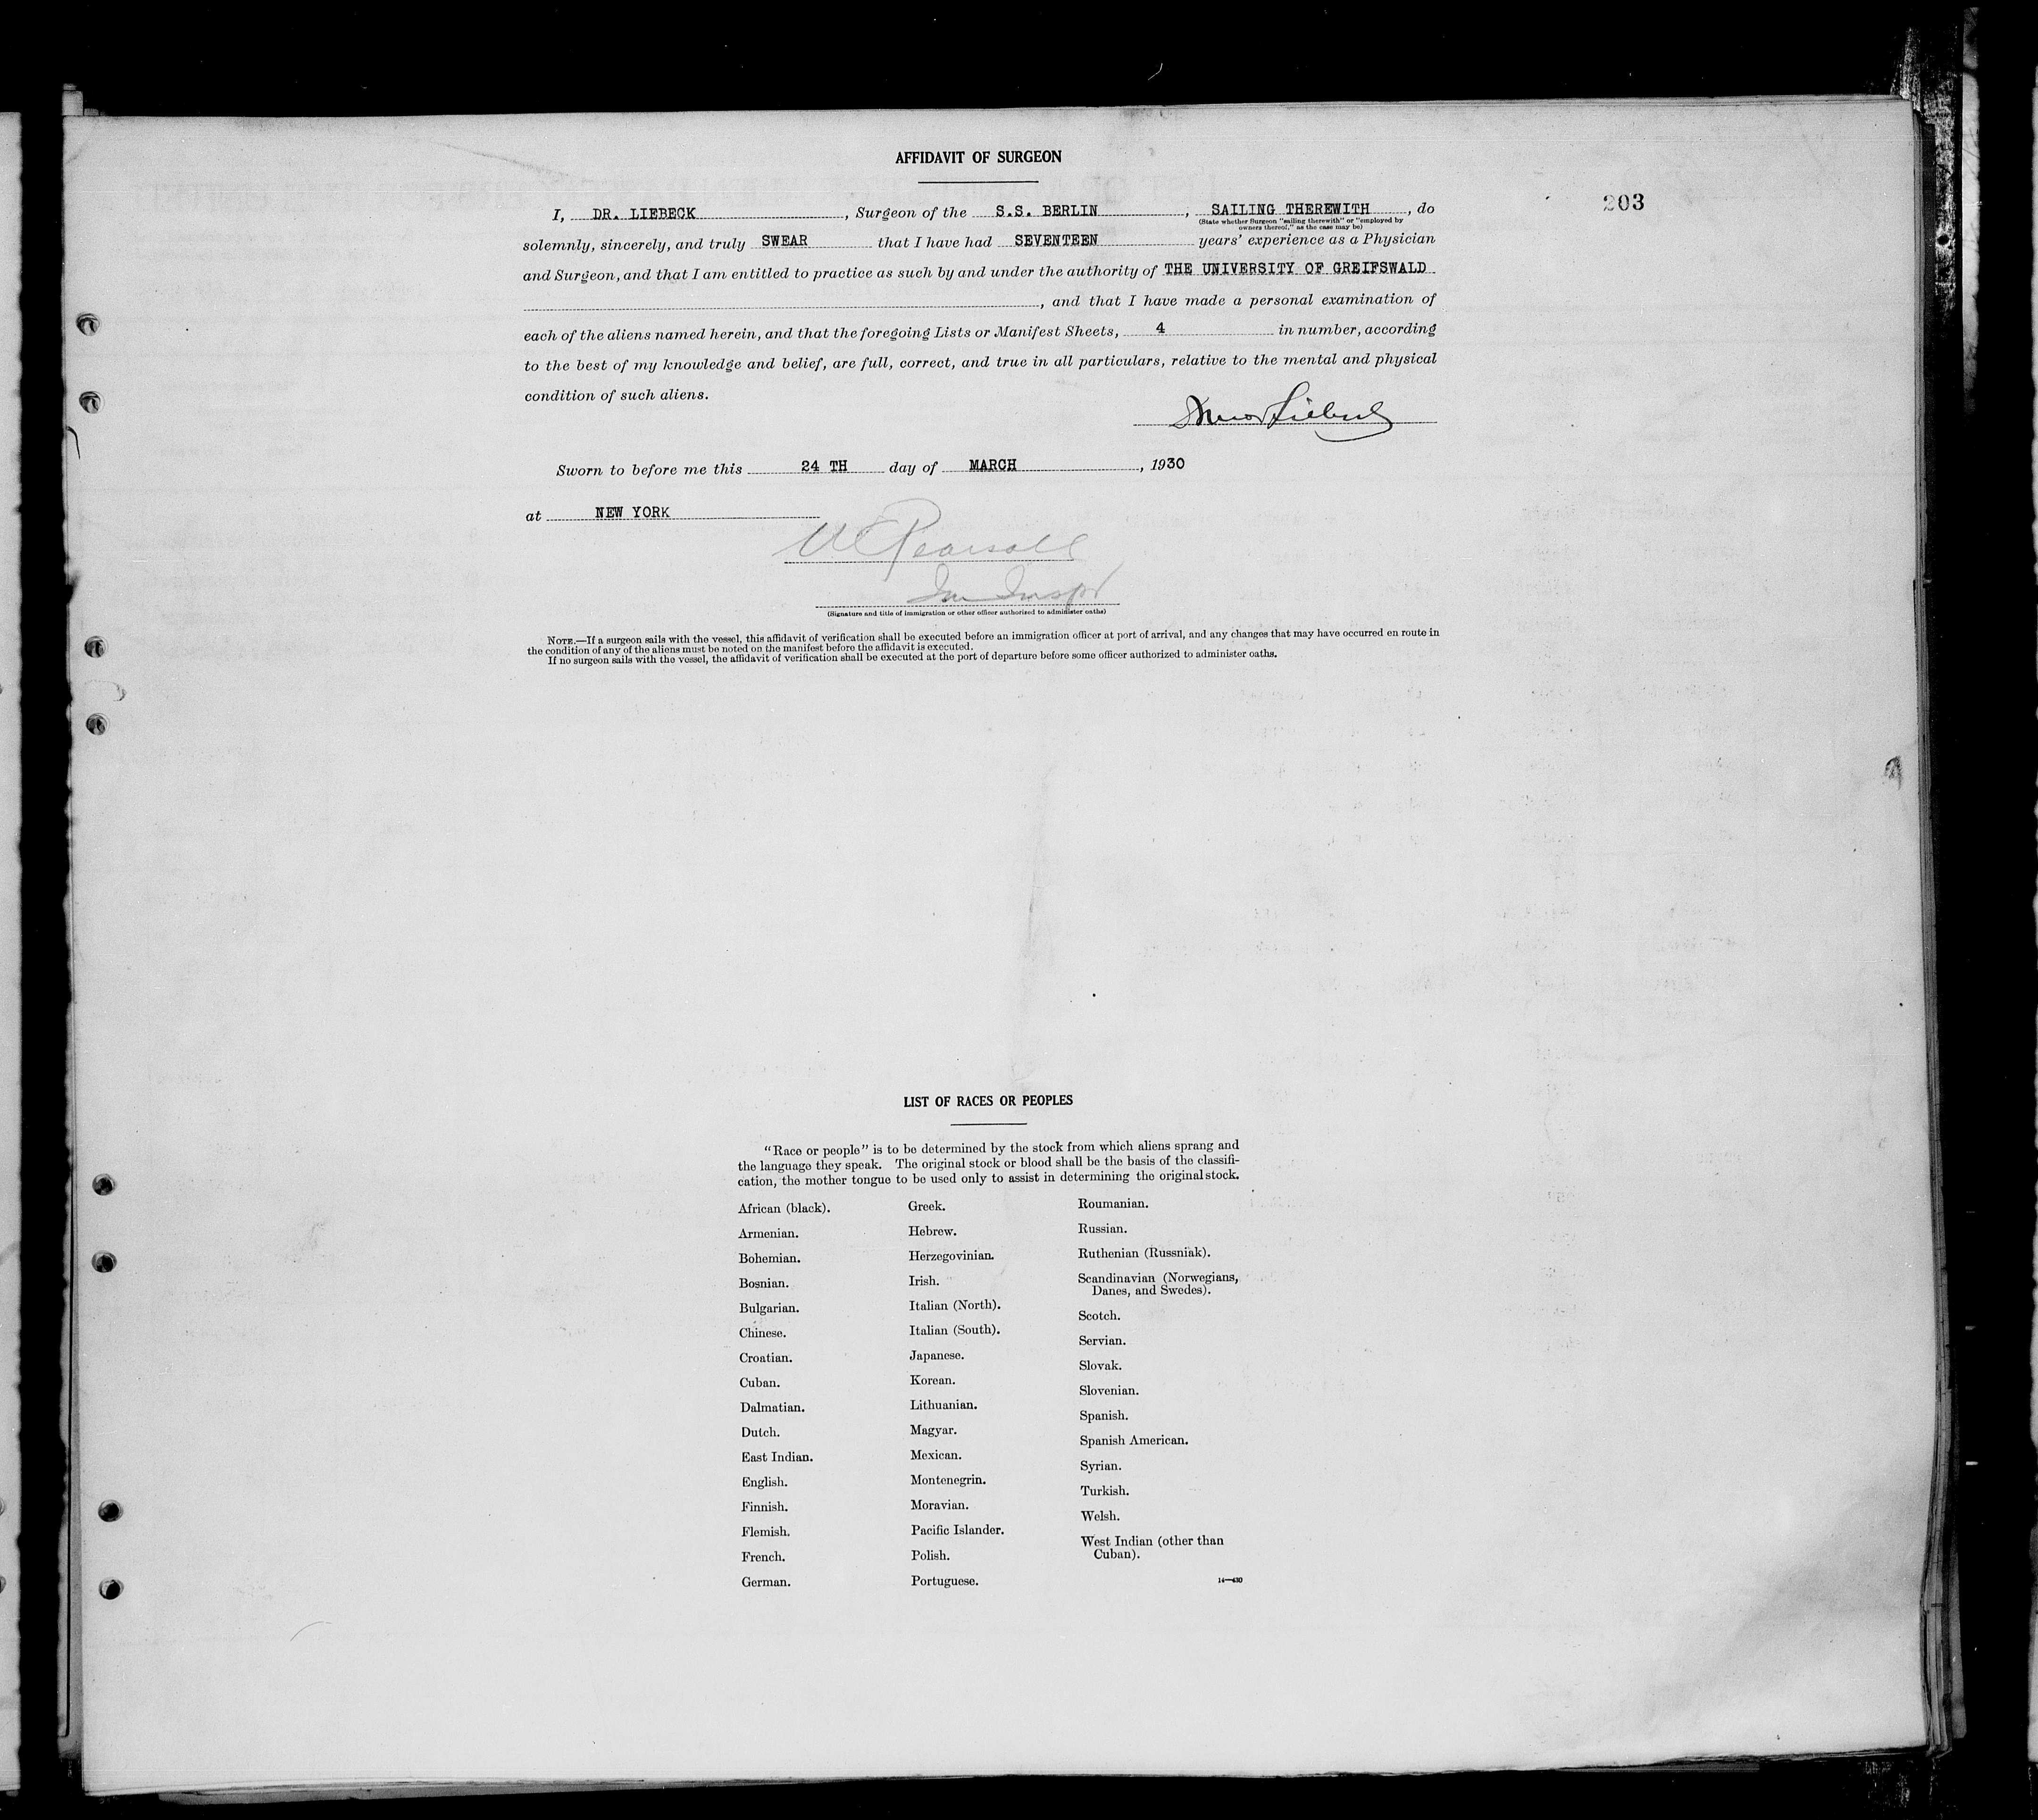 AFFIDAVIT OF SURGEON
203
I, DR. LIEBECK, Surgeon of the S.S. BERLIN, SAILING THEREWITH, do
(State whether Surgeon "sailing therewith" or "employed by
owners thereof," as the case may be)
solemnly, sincerely, and truly SWEAR that I have had SEVENTEEN years' experience as a Physician
and Surgeon, and that I am entitled to practice as such by and under the authority of THE UNIVERSITY OF GREIFSWALD
, and that I have made a personal examination of
each of the aliens named herein, and that the foregoing Lists or Manifest Sheets, 4 in number, according
to the best of my knowledge and belief, are full, correct, and true in all particulars, relative to the mental and physical
condition of such aliens.
Sworn to before me this 24 TH day of MARCH, 1930
at NEW YORK
Pearsall
Im Inspr
(Signature and title of immigration or other officer authorized to administer oaths)
NOTE.—If a surgeon sails with the vessel, this affidavit of verification shall be executed before an immigration officer at port of arrival, and any changes that may have occurred en route in
the condition of any of the aliens must be noted on the manifest before the affidavit is executed.
If no surgeon sails with the vessel, the affidavit of verification shall be executed at the port of departure before some officer authorized to administer oaths.
LIST OF RACES OR PEOPLES
"Race or people" is to be determined by the stock from which aliens sprang and
the language they speak. The original stock or blood shall be the basis of the classifi-
cation, the mother tongue to be used only to assist in determining the original stock.
African (black).
Armenian.
Bohemian.
Bosnian.
Bulgarian.
Chinese.
Croatian.
Cuban.
Dalmatian.
Dutch.
East Indian.
English.
Finnish.
Flemish.
French.
German.
Greek.
Hebrew.
Herzegovinian.
Irish.
Italian (North).
Italian (South).
Japanese.
Korean.
Lithuanian.
Magyar.
Mexican.
Montenegrin.
Moravian.
Pacific Islander.
Polish.
Portuguese.
Roumanian.
Russian.
Ruthenian (Russniak).
Scandinavian (Norwegians,
Danes, and Swedes).
Scotch.
Servian.
Slovak.
Slovenian.
Spanish.
Spanish American.
Syrian.
Turkish.
Welsh.
West Indian (other than
Cuban).
14—430